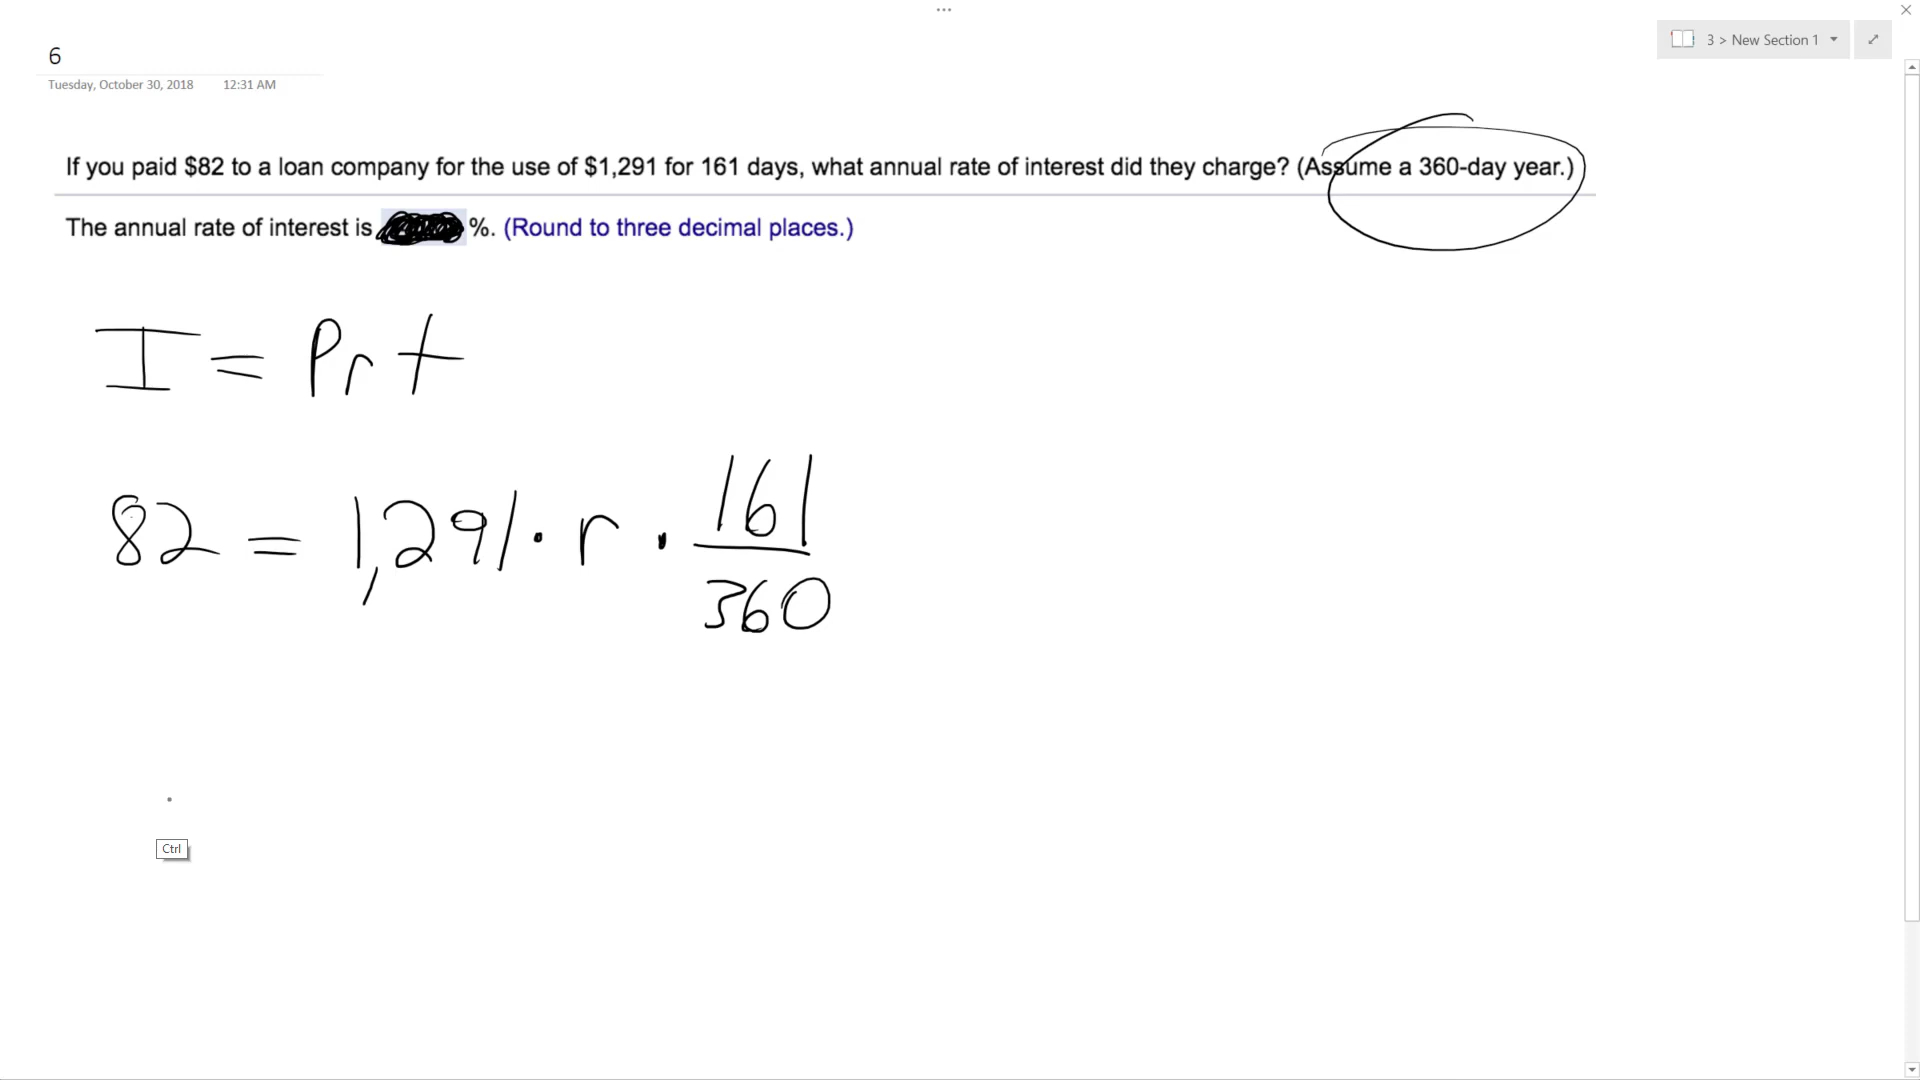 ...
3 > New Section 1
6
Tuesday, October 30, 2018 12:31 AM
If you paid $82 to a loan company for the use of $1,291 for 161 days, what annual rate of interest did they charge? (Assume a 360-day year.)
The annual rate of interest is %. (Round to three decimal places.)
I = Prt
82 = 1,291 · r · 161
360
Ctrl